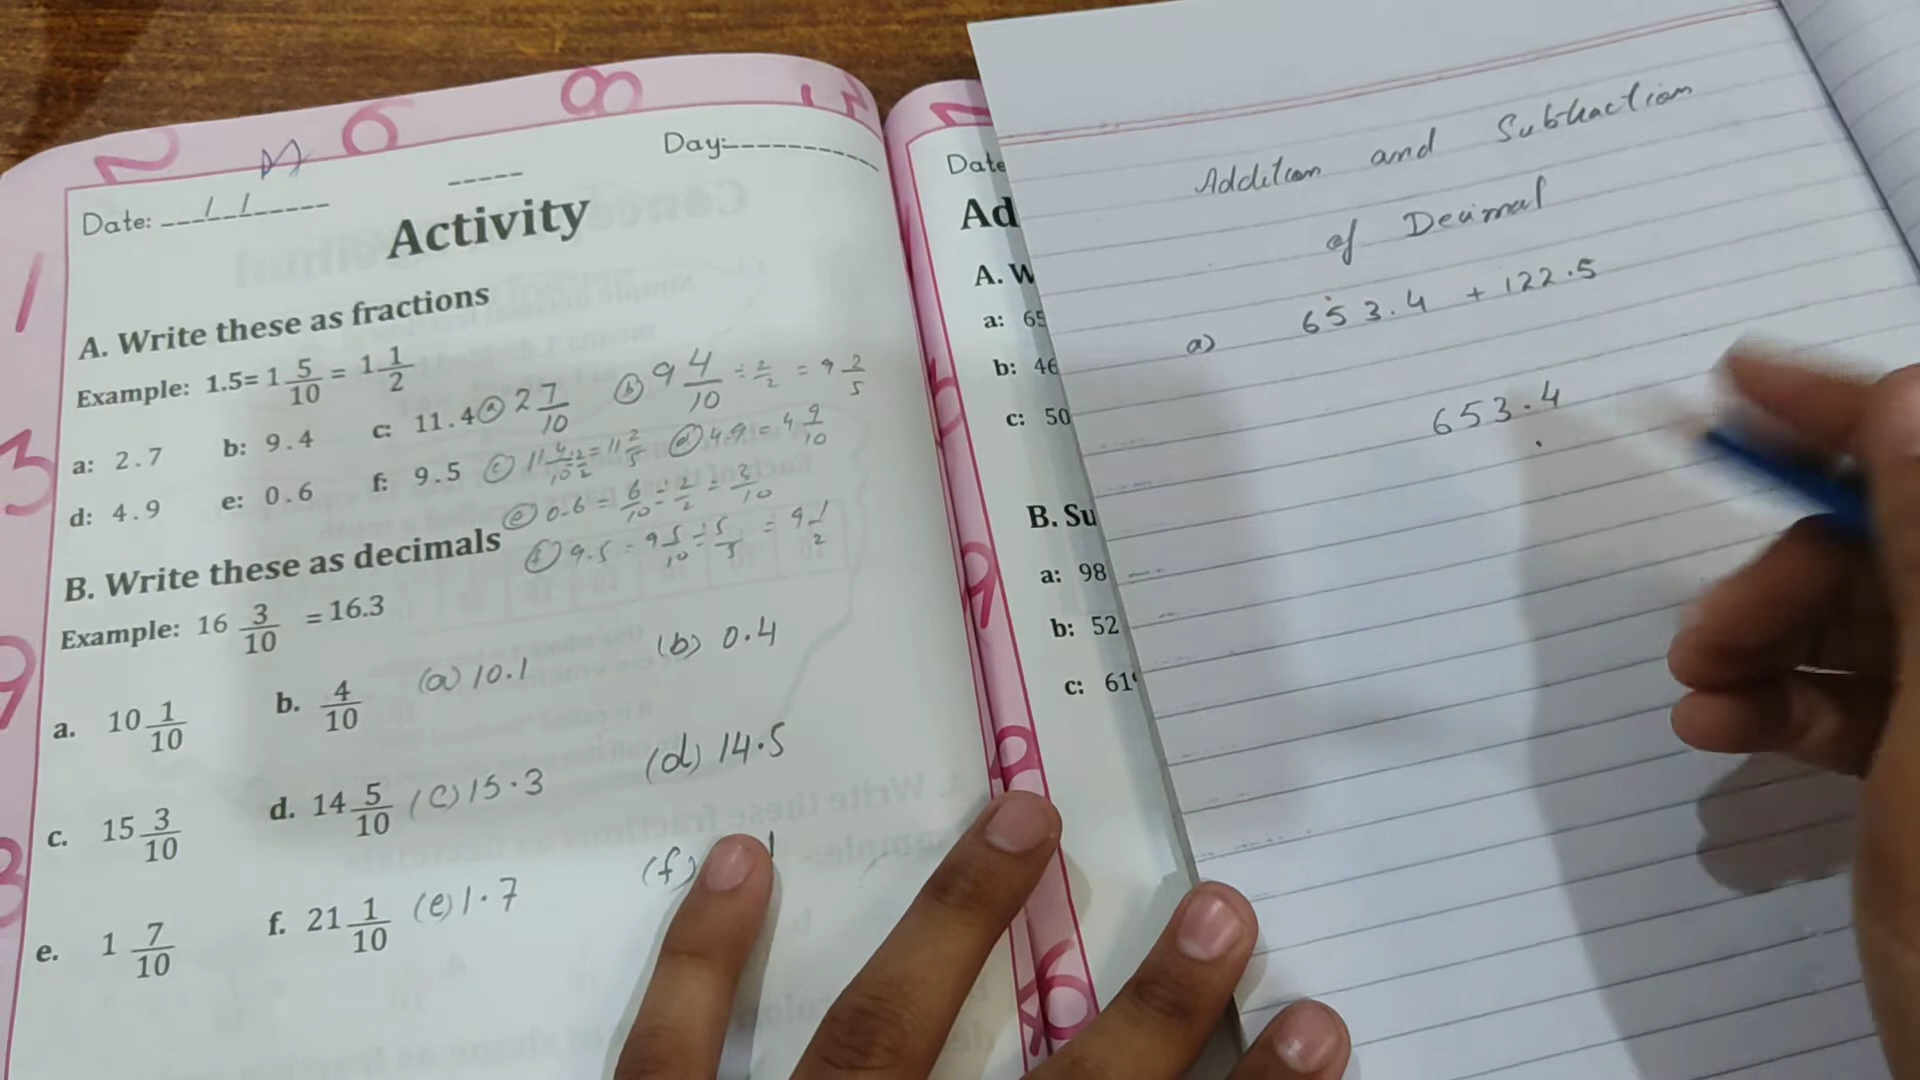 Date: __/__/____
Day:
Activity
A. Write these as fractions
Example: 1.5= 1 5/10 = 1 1/2
a: 2.7 b: 9.4 c: 11.4
d: 4.9 e: 0.6 f: 9.5
(a) 2 7/10 (b) 9 4/10 ÷ 2/2 = 9 2/5
(c) 11 4/10 ÷ 2/2 = 11 2/5 (d) 4.9 = 4 9/10
(e) 0.6 = 6/10 ÷ 2/2 = 3/10
(f) 9.5 = 9 5/10 ÷ 5/5 = 9 1/2
B. Write these as decimals
Example: 16 3/10 = 16.3
a. 10 1/10 b. 4/10 (a) 10.1 (b) 0.4
c. 15 3/10 d. 14 5/10 (c) 15.3 (d) 14.5
e. 1 7/10 f. 21 1/10 (e) 1.7 (f)
Date
Ad
A. W
a: 65
b: 46
c: 50
B. Su
a: 98
b: 52
c: 61
Addition and Subtraction
of Decimal
a) 653.4 + 122.5
653.4
.